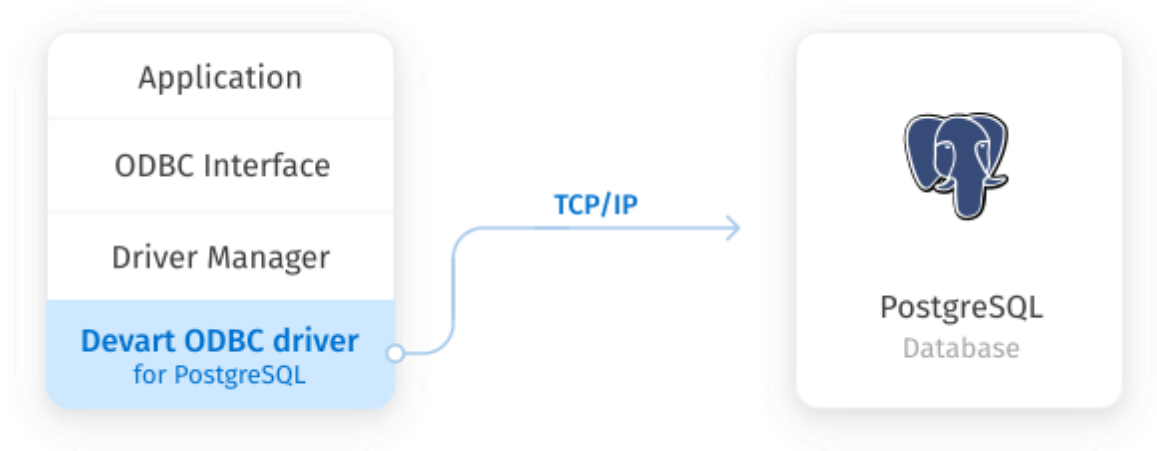 Application
ODBC Interface
Driver Manager
Devart ODBC driver
for PostgreSQL
TCP/IP
PostgreSQL
Database